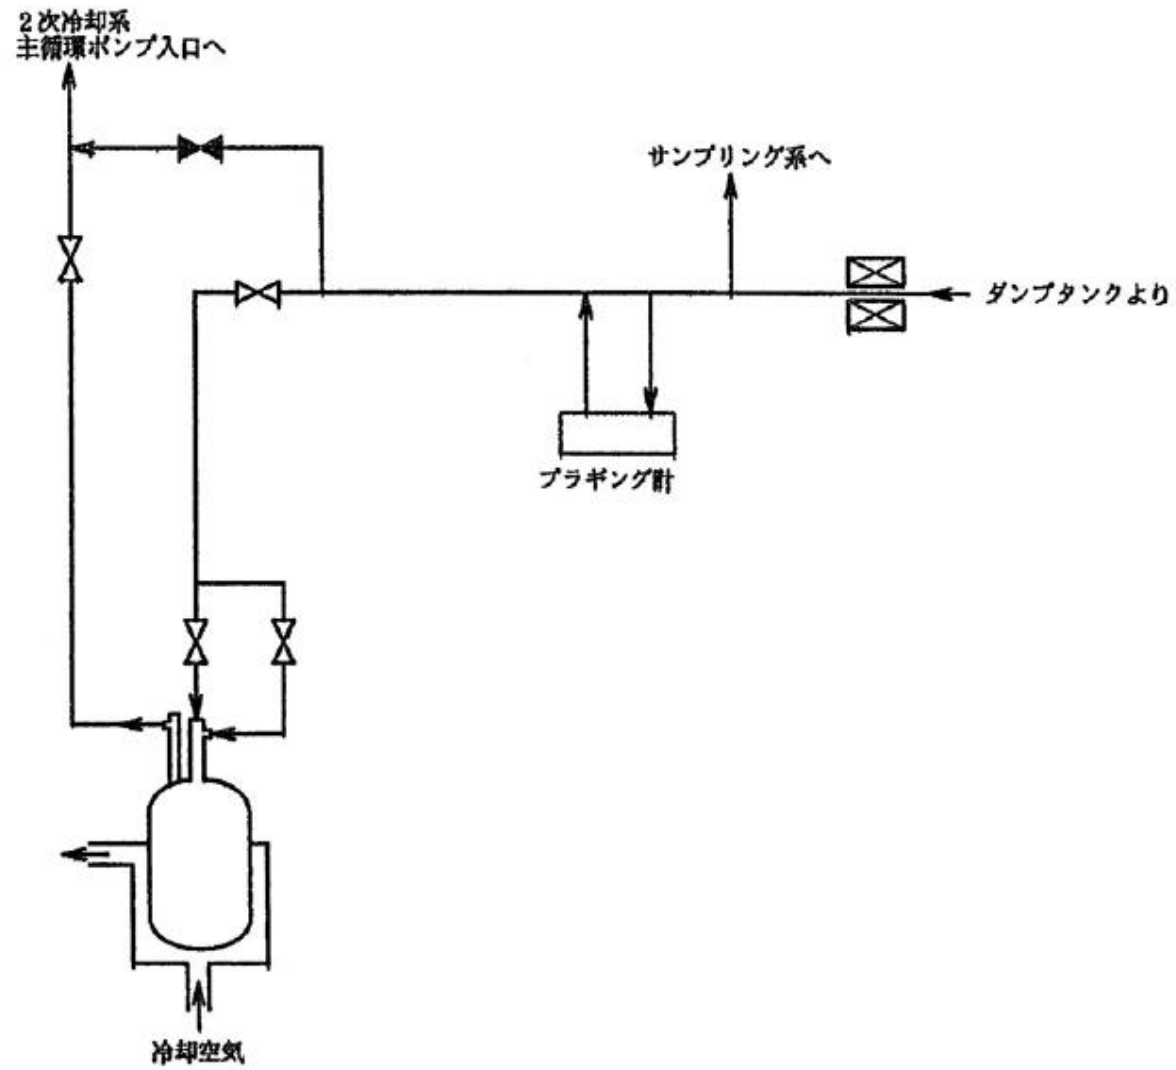 2次冷却系
主循環ポンプ入口へ
サンプリング系へ
ダンプタンクより
プラギング計
冷却空気